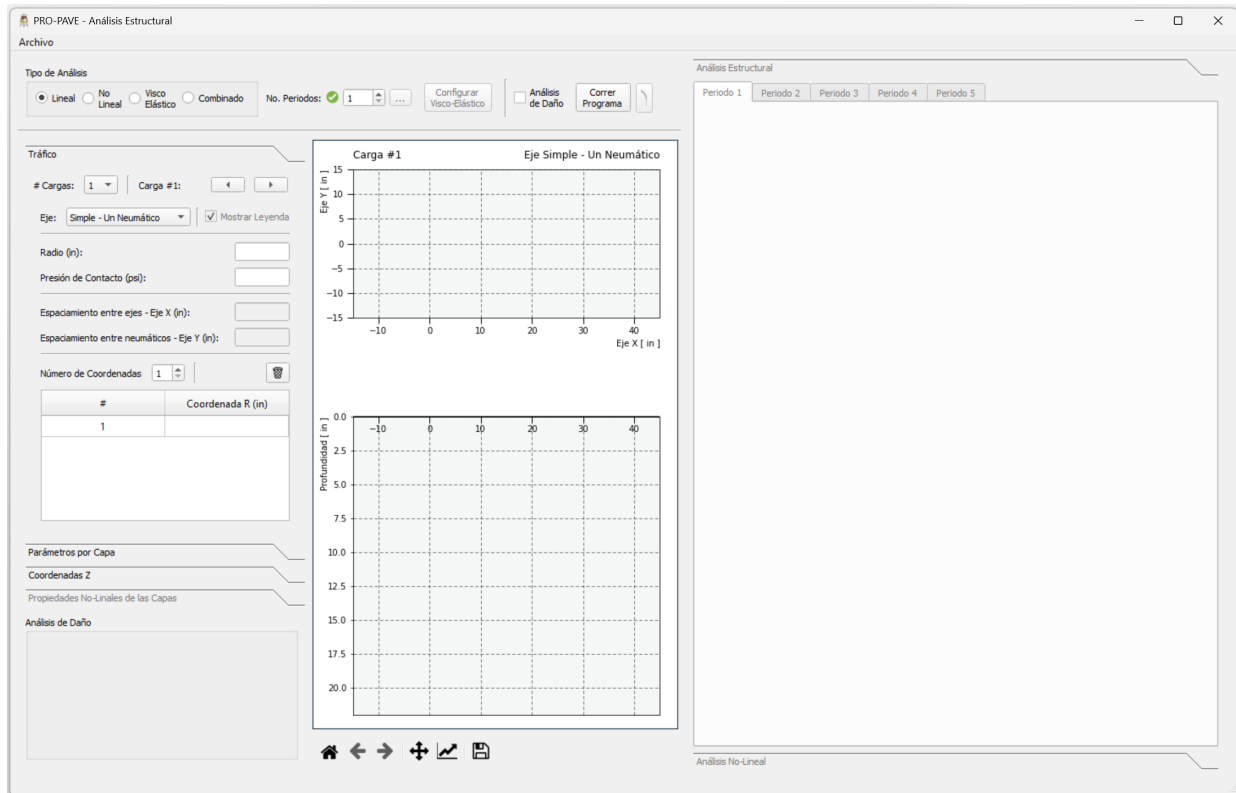 PRO-PAVE - Análisis Estructural
Archivo
Tipo de Análisis
Lineal
No
Lineal
Visco
Elástico
Combinado
No. Periodos:
1
...
Configurar
Visco-Elástico
Análisis
de Daño
Correr
Programa
Tráfico
# Cargas:
1
Carga #1:
Eje:
Simple - Un Neumático
Mostrar Leyenda
Radio (in):
Presión de Contacto (psi):
Espaciamiento entre ejes - Eje X (in):
Espaciamiento entre neumáticos - Eje Y (in):
Número de Coordenadas
1
# Coordenada R (in)
1
Parámetros por Capa
Coordenadas Z
Propiedades No-Linales de las Capas
Análisis de Daño
Carga #1 Eje Simple - Un Neumático
Eje Y [ in ]
15
10
5
0
−5
−10
−15
−10 0 10 20 30 40
Eje X [ in ]
Profundidad [ in ]
0.0
−10 0 10 20 30 40
2.5
5.0
7.5
10.0
12.5
15.0
17.5
20.0
Análisis Estructural
Periodo 1 Periodo 2 Periodo 3 Periodo 4 Periodo 5
Análisis No-Lineal